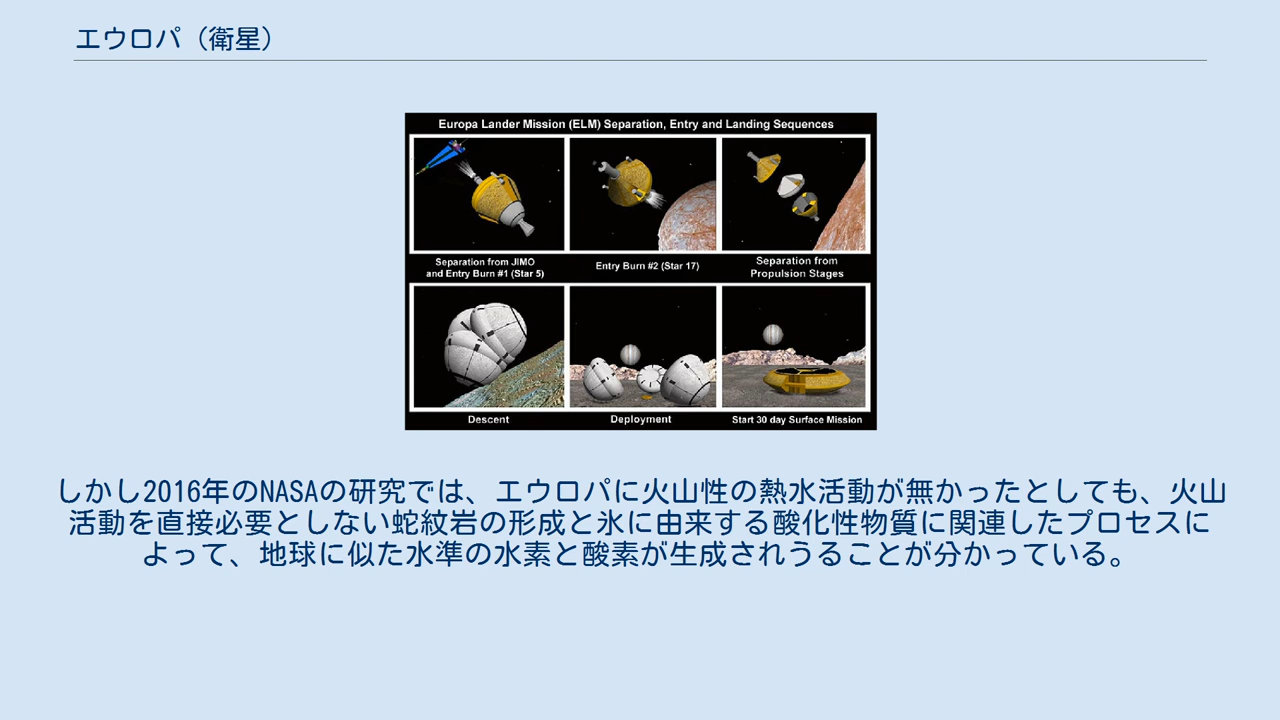 エウロパ（衛星）
Europa Lander Mission (ELM) Separation, Entry and Landing Sequences
Separation from JIMO
and Entry Burn #1 (Star 5)
Entry Burn #2 (Star 17)
Separation from
Propulsion Stages
Descent
Deployment
Start 30 day Surface Mission
しかし2016年のNASAの研究では、エウロパに火山性の熱水活動が無かったとしても、火山
活動を直接必要としない蛇紋岩の形成と氷に由来する酸化性物質に関連したプロセスに
よって、地球に似た水準の水素と酸素が生成されうることが分かっている。